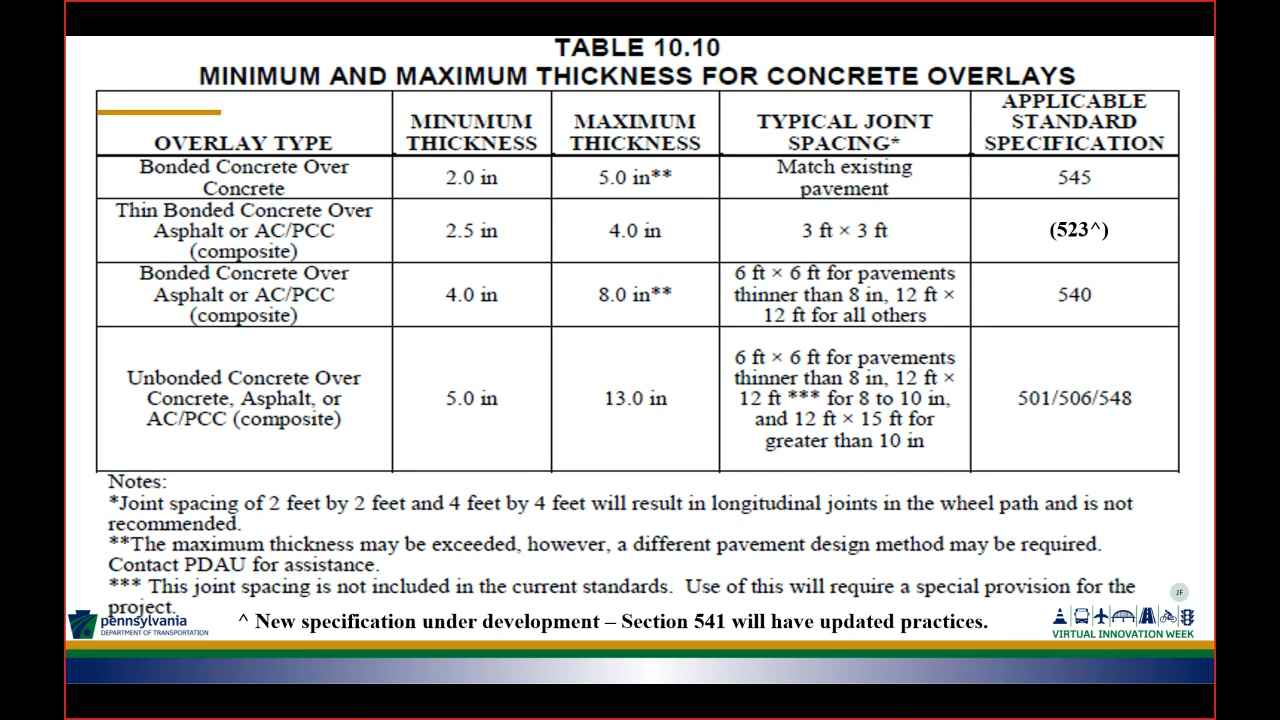 TABLE 10.10
MINIMUM AND MAXIMUM THICKNESS FOR CONCRETE OVERLAYS
OVERLAY TYPE
MINUMUM
THICKNESS
MAXIMUM
THICKNESS
TYPICAL JOINT
SPACING*
APPLICABLE
STANDARD
SPECIFICATION
Bonded Concrete Over
Concrete
2.0 in
5.0 in**
Match existing
pavement
545
Thin Bonded Concrete Over
Asphalt or AC/PCC
(composite)
2.5 in
4.0 in
3 ft × 3 ft
(523^)
Bonded Concrete Over
Asphalt or AC/PCC
(composite)
4.0 in
8.0 in**
6 ft × 6 ft for pavements
thinner than 8 in, 12 ft ×
12 ft for all others
540
Unbonded Concrete Over
Concrete, Asphalt, or
AC/PCC (composite)
5.0 in
13.0 in
6 ft × 6 ft for pavements
thinner than 8 in, 12 ft ×
12 ft *** for 8 to 10 in,
and 12 ft × 15 ft for
greater than 10 in
501/506/548
Notes:
*Joint spacing of 2 feet by 2 feet and 4 feet by 4 feet will result in longitudinal joints in the wheel path and is not
recommended.
**The maximum thickness may be exceeded, however, a different pavement design method may be required.
Contact PDAU for assistance.
*** This joint spacing is not included in the current standards.  Use of this will require a special provision for the
project.
JF
pennsylvania
DEPARTMENT OF TRANSPORTATION
^ New specification under development – Section 541 will have updated practices.
VIRTUAL INNOVATION WEEK